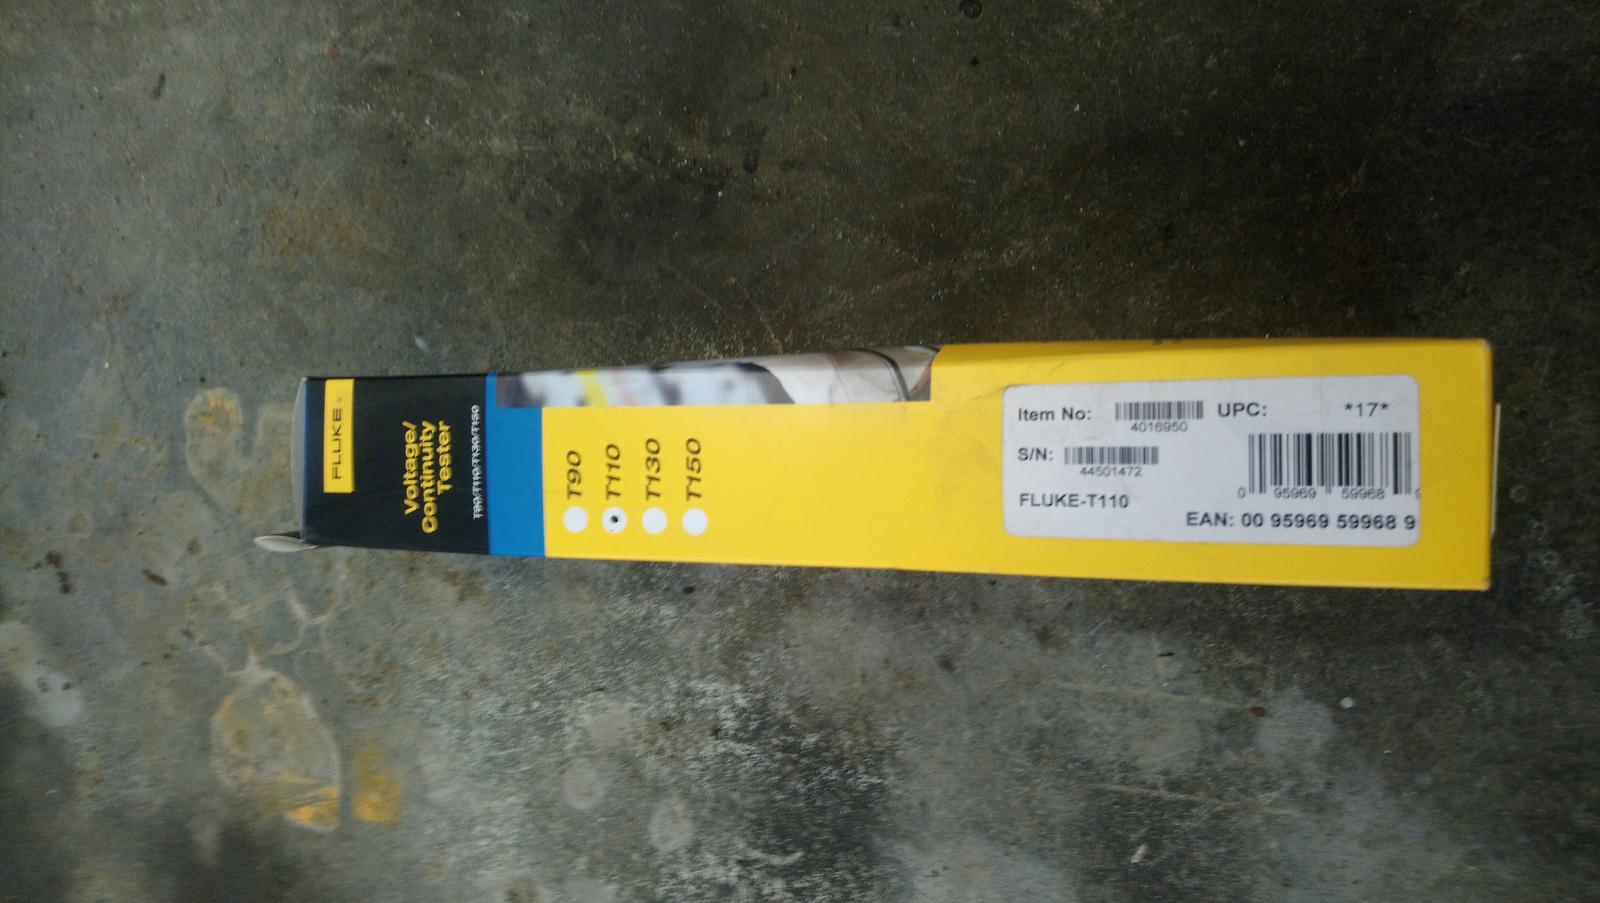 FLUKE®
Voltage/
Continuity
Tester
T90/T110/T130/T150
T90
T110
T130
T150
Item No:
4016950
UPC: *17*
S/N:
44501472
0 95969 59968 9
FLUKE-T110
EAN: 00 95969 59968 9